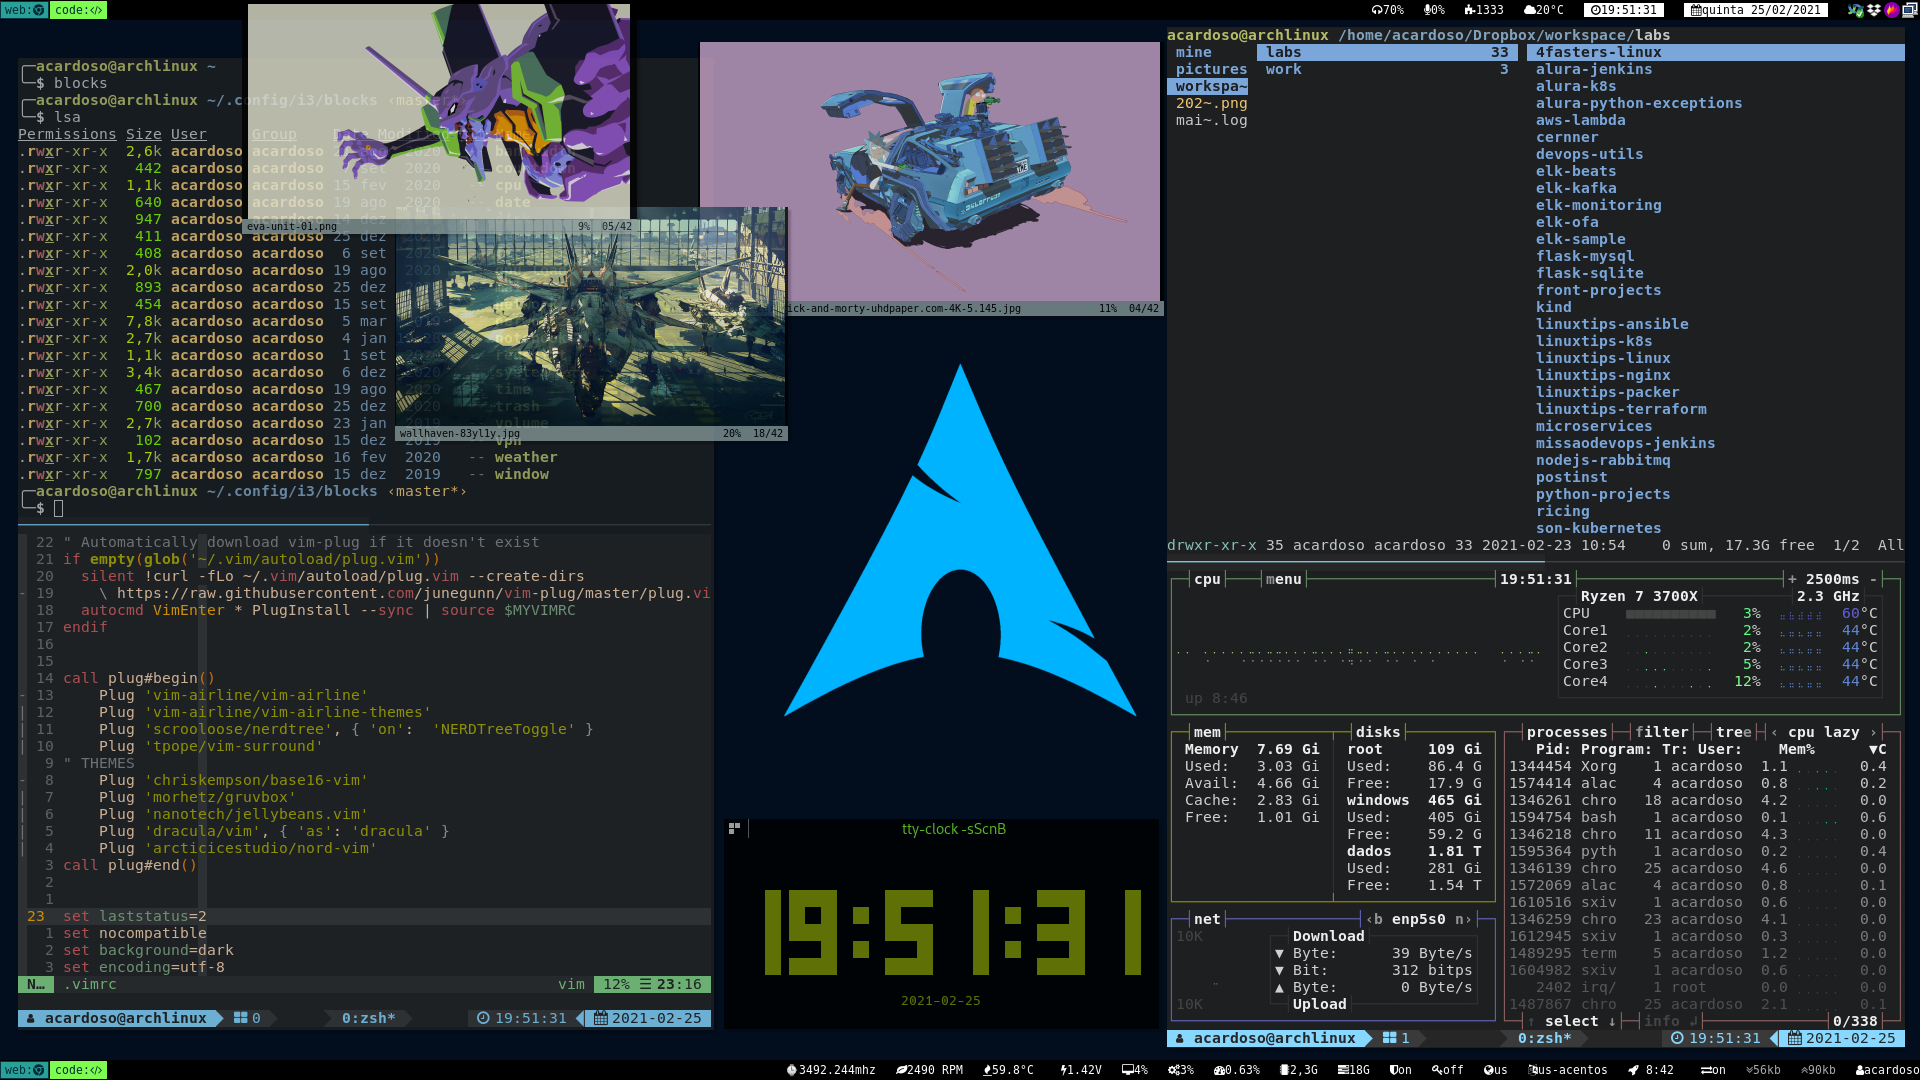 web: code:</> 70% 0% 1333 20°C 19:51:31 quinta 25/02/2021
acardoso@archlinux ~
$ blocks
acardoso@archlinux ~/.config/i3/blocks ‹master*›
$ lsa
Permissions Size User Group Date Modified Name
.rwxr-xr-x 2,6k acardoso acardoso 2020
.rwxr-xr-x 442 acardoso acardoso set 2020
.rwxr-xr-x 1,1k acardoso acardoso 15 fev 2020 -- cpu
.rwxr-xr-x 640 acardoso acardoso 19 ago 2020 -- date
.rwxr-xr-x 947 acardoso acardoso 14 dez
.rwxr-xr-x 411 acardoso acardoso 25 dez
.rwxr-xr-x 408 acardoso acardoso 6 set
.rwxr-xr-x 2,0k acardoso acardoso 19 ago
.rwxr-xr-x 893 acardoso acardoso 25 dez
.rwxr-xr-x 454 acardoso acardoso 15 set
.rwxr-xr-x 7,8k acardoso acardoso 5 mar
.rwxr-xr-x 2,7k acardoso acardoso 4 jan
.rwxr-xr-x 1,1k acardoso acardoso 1 set
.rwxr-xr-x 3,4k acardoso acardoso 6 dez
.rwxr-xr-x 467 acardoso acardoso 19 ago time
.rwxr-xr-x 700 acardoso acardoso 25 dez trash
.rwxr-xr-x 2,7k acardoso acardoso 23 jan 2019 -- volume
.rwxr-xr-x 102 acardoso acardoso 15 dez 2019 -- vpn
.rwxr-xr-x 1,7k acardoso acardoso 16 fev 2020 -- weather
.rwxr-xr-x 797 acardoso acardoso 15 dez 2019 -- window
acardoso@archlinux ~/.config/i3/blocks ‹master*›
$
eva-unit-01.png 9% 05/42
wallhaven-83yl1y.jpg 20% 18/42
ick-and-morty-uhdpaper.com-4K-5.145.jpg 11% 04/42
22 " Automatically download vim-plug if it doesn't exist
21 if empty(glob('~/.vim/autoload/plug.vim'))
20 silent !curl -fLo ~/.vim/autoload/plug.vim --create-dirs
19 \ https://raw.githubusercontent.com/junegunn/vim-plug/master/plug.vi
18 autocmd VimEnter * PlugInstall --sync | source $MYVIMRC
17 endif
16
15
14 call plug#begin()
13 Plug 'vim-airline/vim-airline'
12 Plug 'vim-airline/vim-airline-themes'
11 Plug 'scrooloose/nerdtree', { 'on': 'NERDTreeToggle' }
10 Plug 'tpope/vim-surround'
9 " THEMES
8 Plug 'chriskempson/base16-vim'
7 Plug 'morhetz/gruvbox'
6 Plug 'nanotech/jellybeans.vim'
5 Plug 'dracula/vim', { 'as': 'dracula' }
4 Plug 'arcticicestudio/nord-vim'
3 call plug#end()
2
1
23 set laststatus=2
1 set nocompatible
2 set background=dark
3 set encoding=utf-8
N… .vimrc vim 12% ☰ 23:16
acardoso@archlinux 0 0:zsh* 19:51:31 2021-02-25
tty-clock -sScnB
19:51:31
2021-02-25
acardoso@archlinux /home/acardoso/Dropbox/workspace/labs
mine labs 33 4fasters-linux
pictures work 3 alura-jenkins
workspa~ alura-k8s
202~.png alura-python-exceptions
mai~.log aws-lambda
cernner
devops-utils
elk-beats
elk-kafka
elk-monitoring
elk-ofa
elk-sample
flask-mysql
flask-sqlite
front-projects
kind
linuxtips-ansible
linuxtips-k8s
linuxtips-linux
linuxtips-nginx
linuxtips-packer
linuxtips-terraform
microservices
missaodevops-jenkins
nodejs-rabbitmq
postinst
python-projects
ricing
son-kubernetes
drwxr-xr-x 35 acardoso acardoso 33 2021-02-23 10:54 0 sum, 17.3G free 1/2 All
cpu menu 19:51:31 + 2500ms -
Ryzen 7 3700X 2.3 GHz
CPU 3% 60°C
Core1 2% 44°C
Core2 2% 44°C
Core3 5% 44°C
Core4 12% 44°C
up 8:46
mem
Memory 7.69 Gi
Used: 3.03 Gi
Avail: 4.66 Gi
Cache: 2.83 Gi
Free: 1.01 Gi
disks
root 109 Gi
Used: 86.4 G
Free: 17.9 G
windows 465 Gi
Used: 405 Gi
Free: 59.2 G
dados 1.81 T
Used: 281 Gi
Free: 1.54 T
net ‹b enp5s0 n›
10K
Download
▼ Byte: 39 Byte/s
▼ Bit: 312 bitps
▲ Byte: 0 Byte/s
Upload
10K
processes filter tree ‹ cpu lazy ›
Pid: Program: Tr: User: Mem% ▼C
1344454 Xorg 1 acardoso 1.1 0.4
1574414 alac 4 acardoso 0.8 0.2
1346261 chro 18 acardoso 4.2 0.0
1594754 bash 1 acardoso 0.1 0.6
1346218 chro 11 acardoso 4.3 0.0
1595364 pyth 1 acardoso 0.2 0.4
1346139 chro 25 acardoso 4.6 0.0
1572069 alac 4 acardoso 0.8 0.1
1610516 sxiv 1 acardoso 0.6 0.0
1346259 chro 23 acardoso 4.1 0.0
1612945 sxiv 1 acardoso 0.3 0.0
1489295 term 5 acardoso 1.2 0.0
1604982 sxiv 1 acardoso 0.6 0.0
2402 irq/ 1 root 0.0 0.0
1487867 chro 25 acardoso 2.1 0.1
↑ select ↓ info ↲ 0/338
acardoso@archlinux 1 0:zsh* 19:51:31 2021-02-25
web: code:</> 3492.244mhz 2490 RPM 59.8°C 1.42V 4% 3% 0.63% 2,3G 18G on off us us-acentos 8:42 on 56kb 90kb acardoso